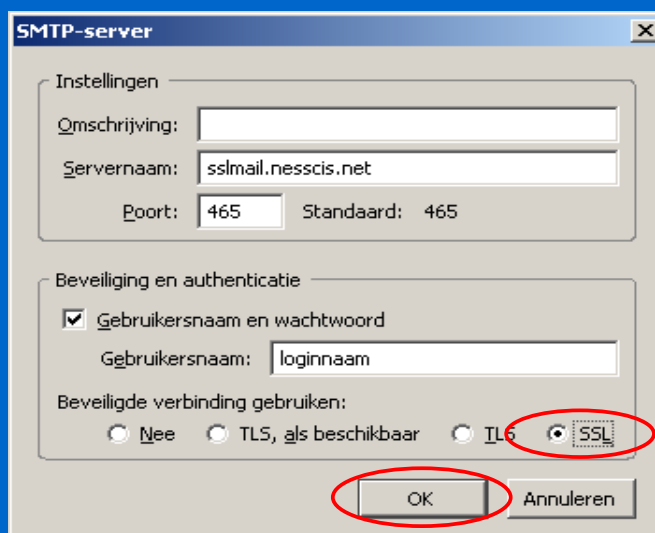 SMTP-server
Instellingen
Omschrijving:
Servernaam: sslmail.nesscis.net
Poort: 465 Standaard: 465
Beveiliging en authenticatie
Gebruikersnaam en wachtwoord
Gebruikersnaam: loginnaam
Beveiligde verbinding gebruiken:
Nee TLS, als beschikbaar TLS SSL
OK Annuleren